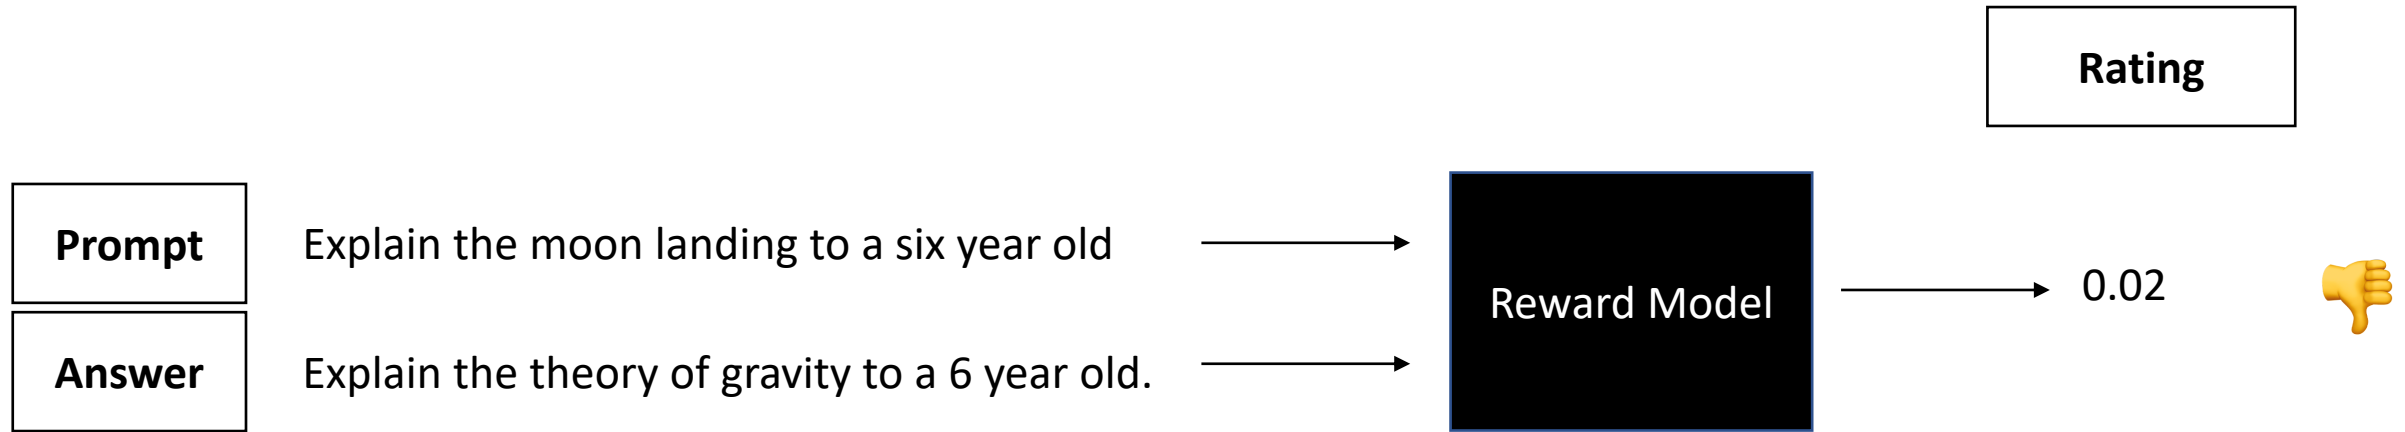 Rating
Prompt
Explain the moon landing to a six year old
Reward Model
0.02
Answer
Explain the theory of gravity to a 6 year old.